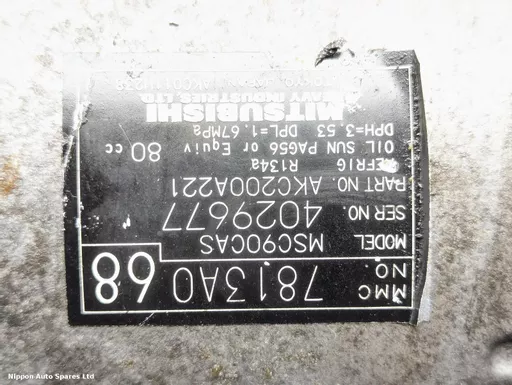 MMC NO. 7813A0 68
MODEL MSC90CAS
SER NO. 4029677
PART NO. AKC200A221
REFRIG R134a
OIL SUN PAG56 or Equiv 80 cc
DPH=3.53 DPL=1.67MPa
MITSUBISHI
HEAVY INDUSTRIES, LTD.
Nippon Auto Spares Ltd